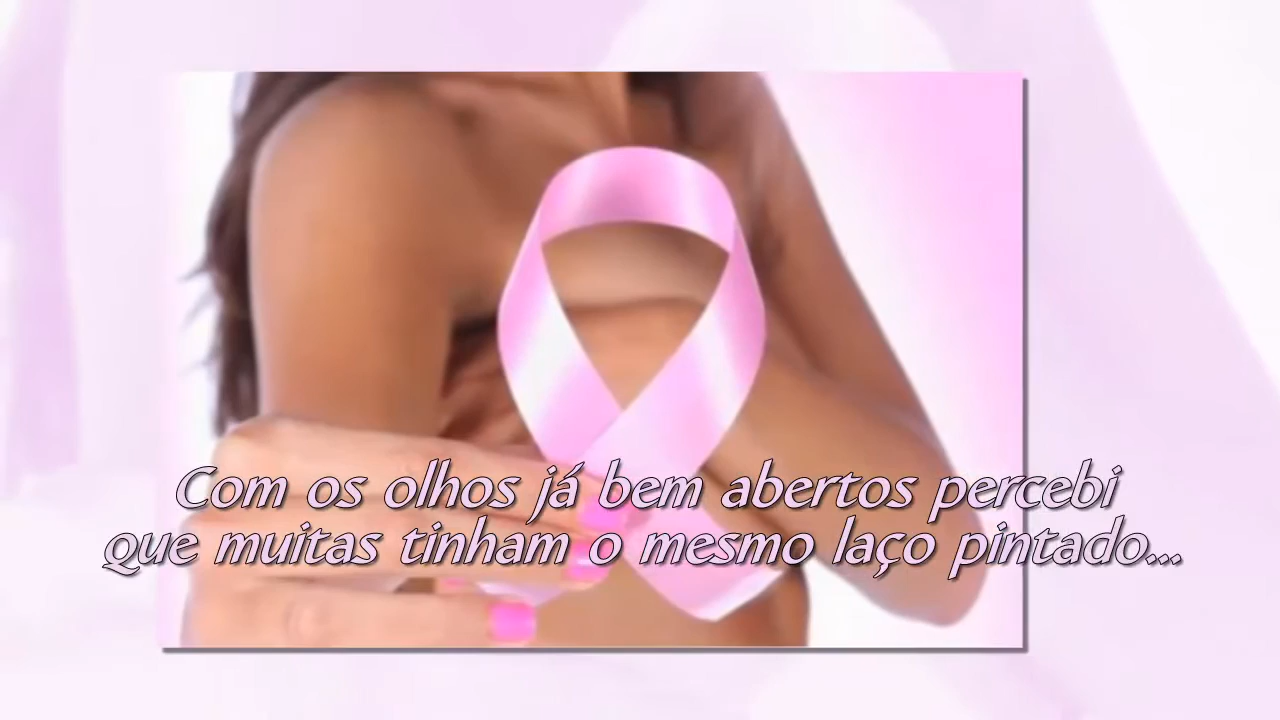 Com os olhos já bem abertos percebi
que muitas tinham o mesmo laço pintado...